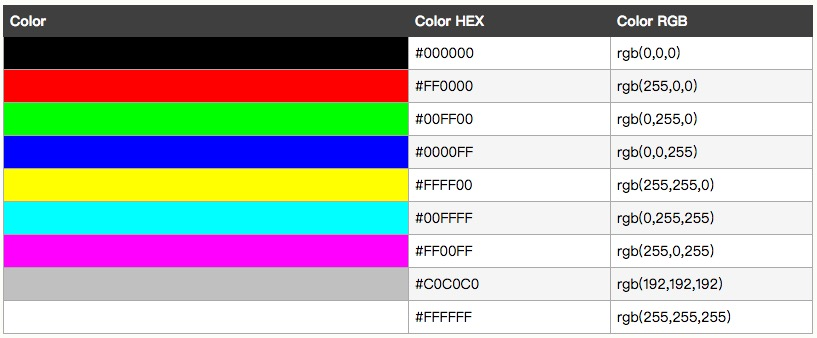 Color Color HEX Color RGB
#000000 rgb(0,0,0)
#FF0000 rgb(255,0,0)
#00FF00 rgb(0,255,0)
#0000FF rgb(0,0,255)
#FFFF00 rgb(255,255,0)
#00FFFF rgb(0,255,255)
#FF00FF rgb(255,0,255)
#C0C0C0 rgb(192,192,192)
#FFFFFF rgb(255,255,255)